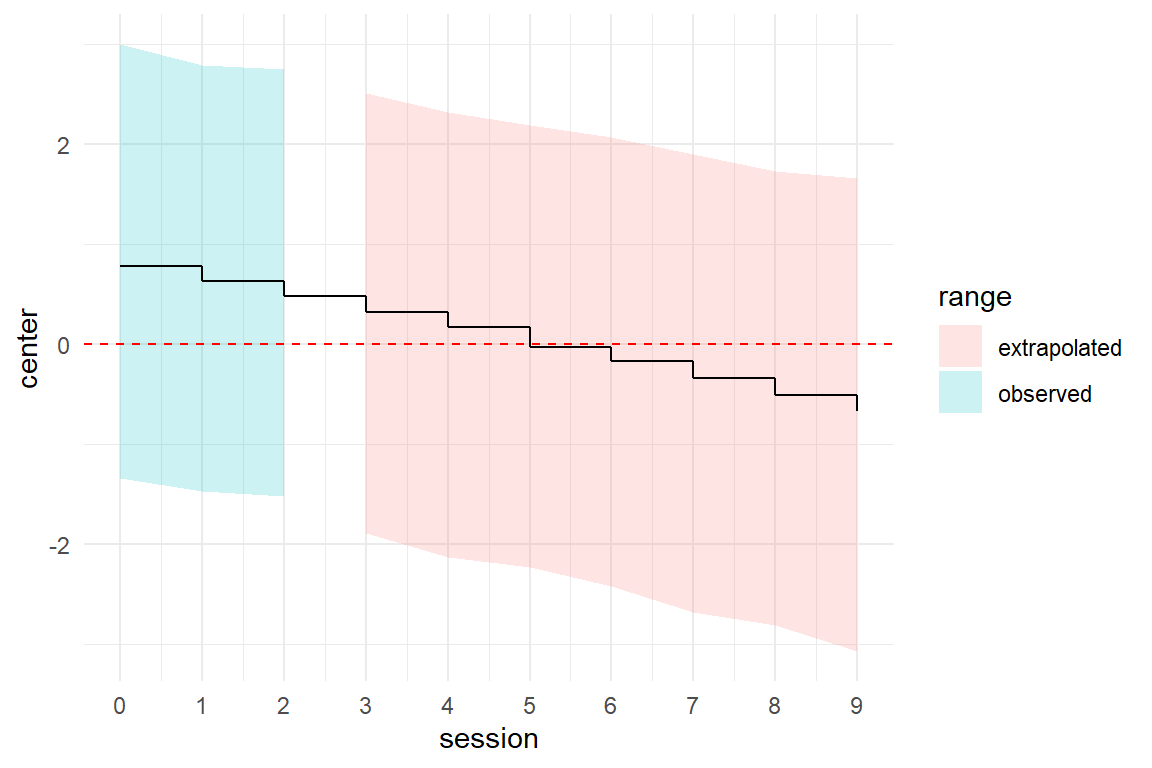 2
0
-2
center
0 1 2 3 4 5 6 7 8 9
session
range
extrapolated
observed